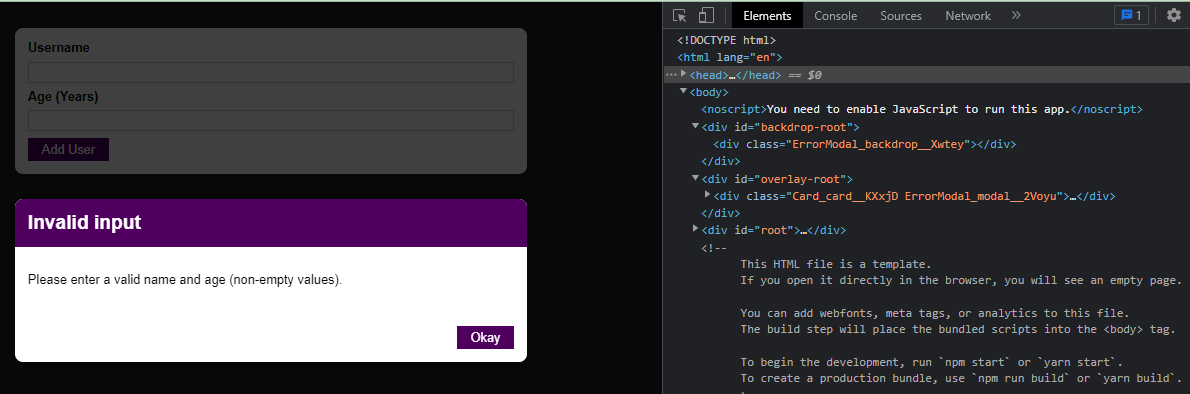 Username
Age (Years)
Add User
Invalid input
Please enter a valid name and age (non-empty values).
Okay
Elements Console Sources Network » 1
<!DOCTYPE html>
<html lang="en">
… <head>…</head> == $0
<body>
<noscript>You need to enable JavaScript to run this app.</noscript>
<div id="backdrop-root">
<div class="ErrorModal_backdrop__Xwtey"></div>
</div>
<div id="overlay-root">
<div class="Card_card__KXxjD ErrorModal_modal__2Voyu">…</div>
</div>
<div id="root">…</div>
<!--
This HTML file is a template.
If you open it directly in the browser, you will see an empty page.
You can add webfonts, meta tags, or analytics to this file.
The build step will place the bundled scripts into the <body> tag.
To begin the development, run `npm start` or `yarn start`.
To create a production bundle, use `npm run build` or `yarn build`.